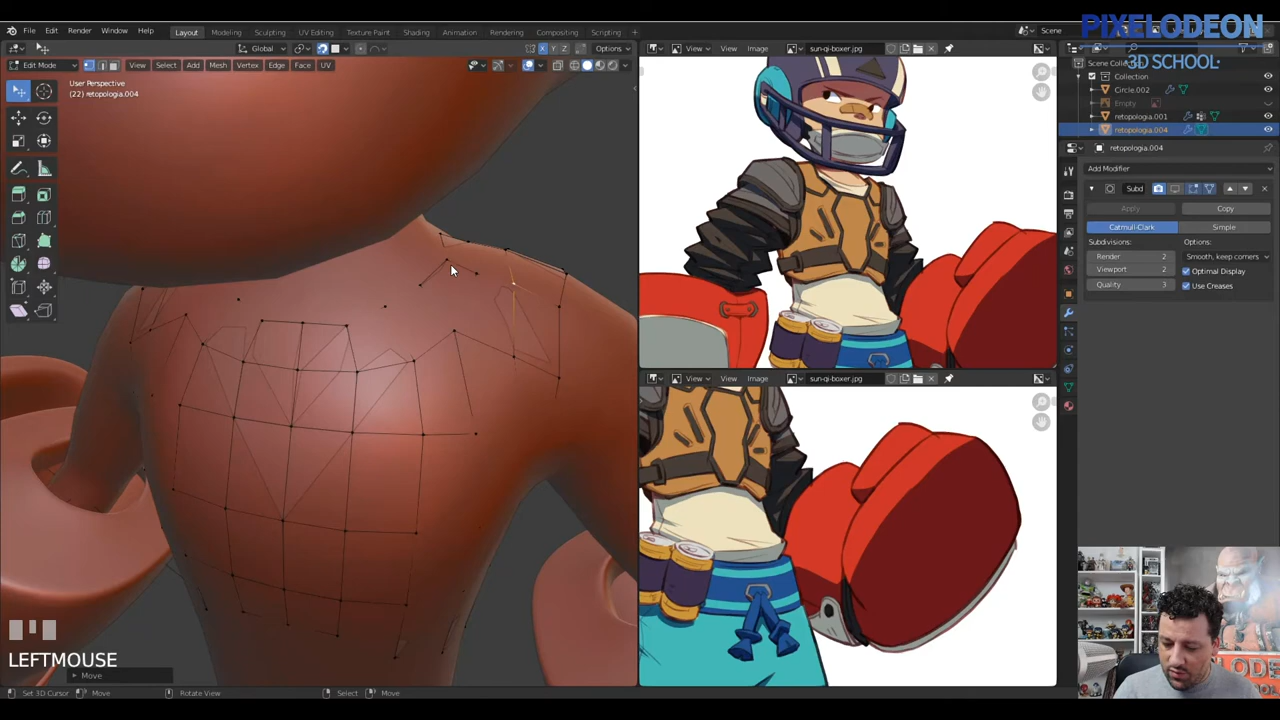 File Edit Render Window Help Layout Modeling Sculpting UV Editing Texture Paint Shading Animation Rendering Compositing Scripting Scene
PIXELODEON
3D SCHOOL·
Global Options X Y Z
View Image sun-qi-boxer.jpg
Edit Mode View Select Add Mesh Vertex Edge Face UV
User Perspective
(22) retopologia.004
Scene Collection
Collection
Circle.002
Empty
retopologia.001
retopologia.004
retopologia.004
Add Modifier
Subd
Apply Copy
Catmull-Clark Simple
Subdivisions: Options:
Render 2 Smooth, keep corners
Viewport 2 Optimal Display
Quality 3 Use Creases
View Image sun-qi-boxer.jpg
LEFTMOUSE
Move
Set 3D Cursor Move Rotate View Select Move